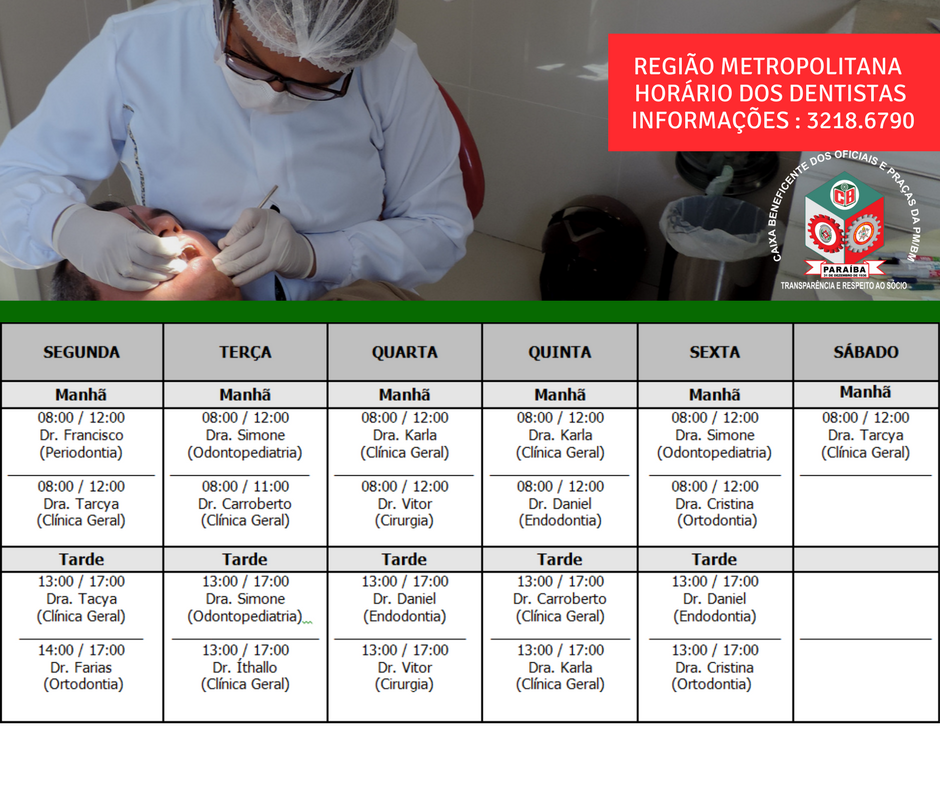 REGIÃO METROPOLITANA
HORÁRIO DOS DENTISTAS
INFORMAÇÕES : 3218.6790
CAIXA BENEFICENTE DOS OFICIAIS E PRAÇAS DA PM/BM
CB
PARAÍBA
TRANSPARÊNCIA E RESPEITO AO SÓCIO
SEGUNDA TERÇA QUARTA QUINTA SEXTA SÁBADO
Manhã Manhã Manhã Manhã Manhã Manhã
08:00 / 12:00 08:00 / 12:00 08:00 / 12:00 08:00 / 12:00 08:00 / 12:00 08:00 / 12:00
Dr. Francisco Dra. Simone Dra. Karla Dra. Karla Dra. Simone Dra. Tarcya
(Periodontia) (Odontopediatria) (Clínica Geral) (Clínica Geral) (Odontopediatria) (Clínica Geral)
08:00 / 12:00 08:00 / 11:00 08:00 / 12:00 08:00 / 12:00 08:00 / 12:00
Dra. Tarcya Dr. Carroberto Dr. Vitor Dr. Daniel Dra. Cristina
(Clínica Geral) (Clínica Geral) (Cirurgia) (Endodontia) (Ortodontia)
Tarde Tarde Tarde Tarde Tarde
13:00 / 17:00 13:00 / 17:00 13:00 / 17:00 13:00 / 17:00 13:00 / 17:00
Dra. Tacya Dra. Simone Dr. Daniel Dr. Carroberto Dr. Daniel
(Clínica Geral) (Odontopediatria) (Endodontia) (Clínica Geral) (Endodontia)
14:00 / 17:00 13:00 / 17:00 13:00 / 17:00 13:00 / 17:00 13:00 / 17:00
Dr. Farias Dr. Íthallo Dr. Vitor Dra. Karla Dra. Cristina
(Ortodontia) (Clínica Geral) (Cirurgia) (Clínica Geral) (Ortodontia)